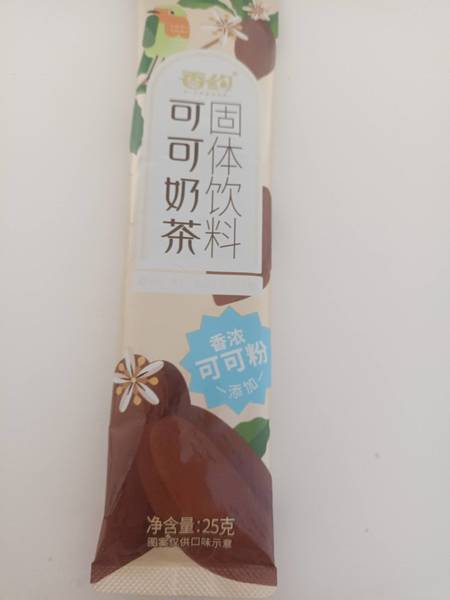 香约
可可奶茶
固体饮料
香浓
可可粉
添加
净含量:25克
图案仅供口味示意